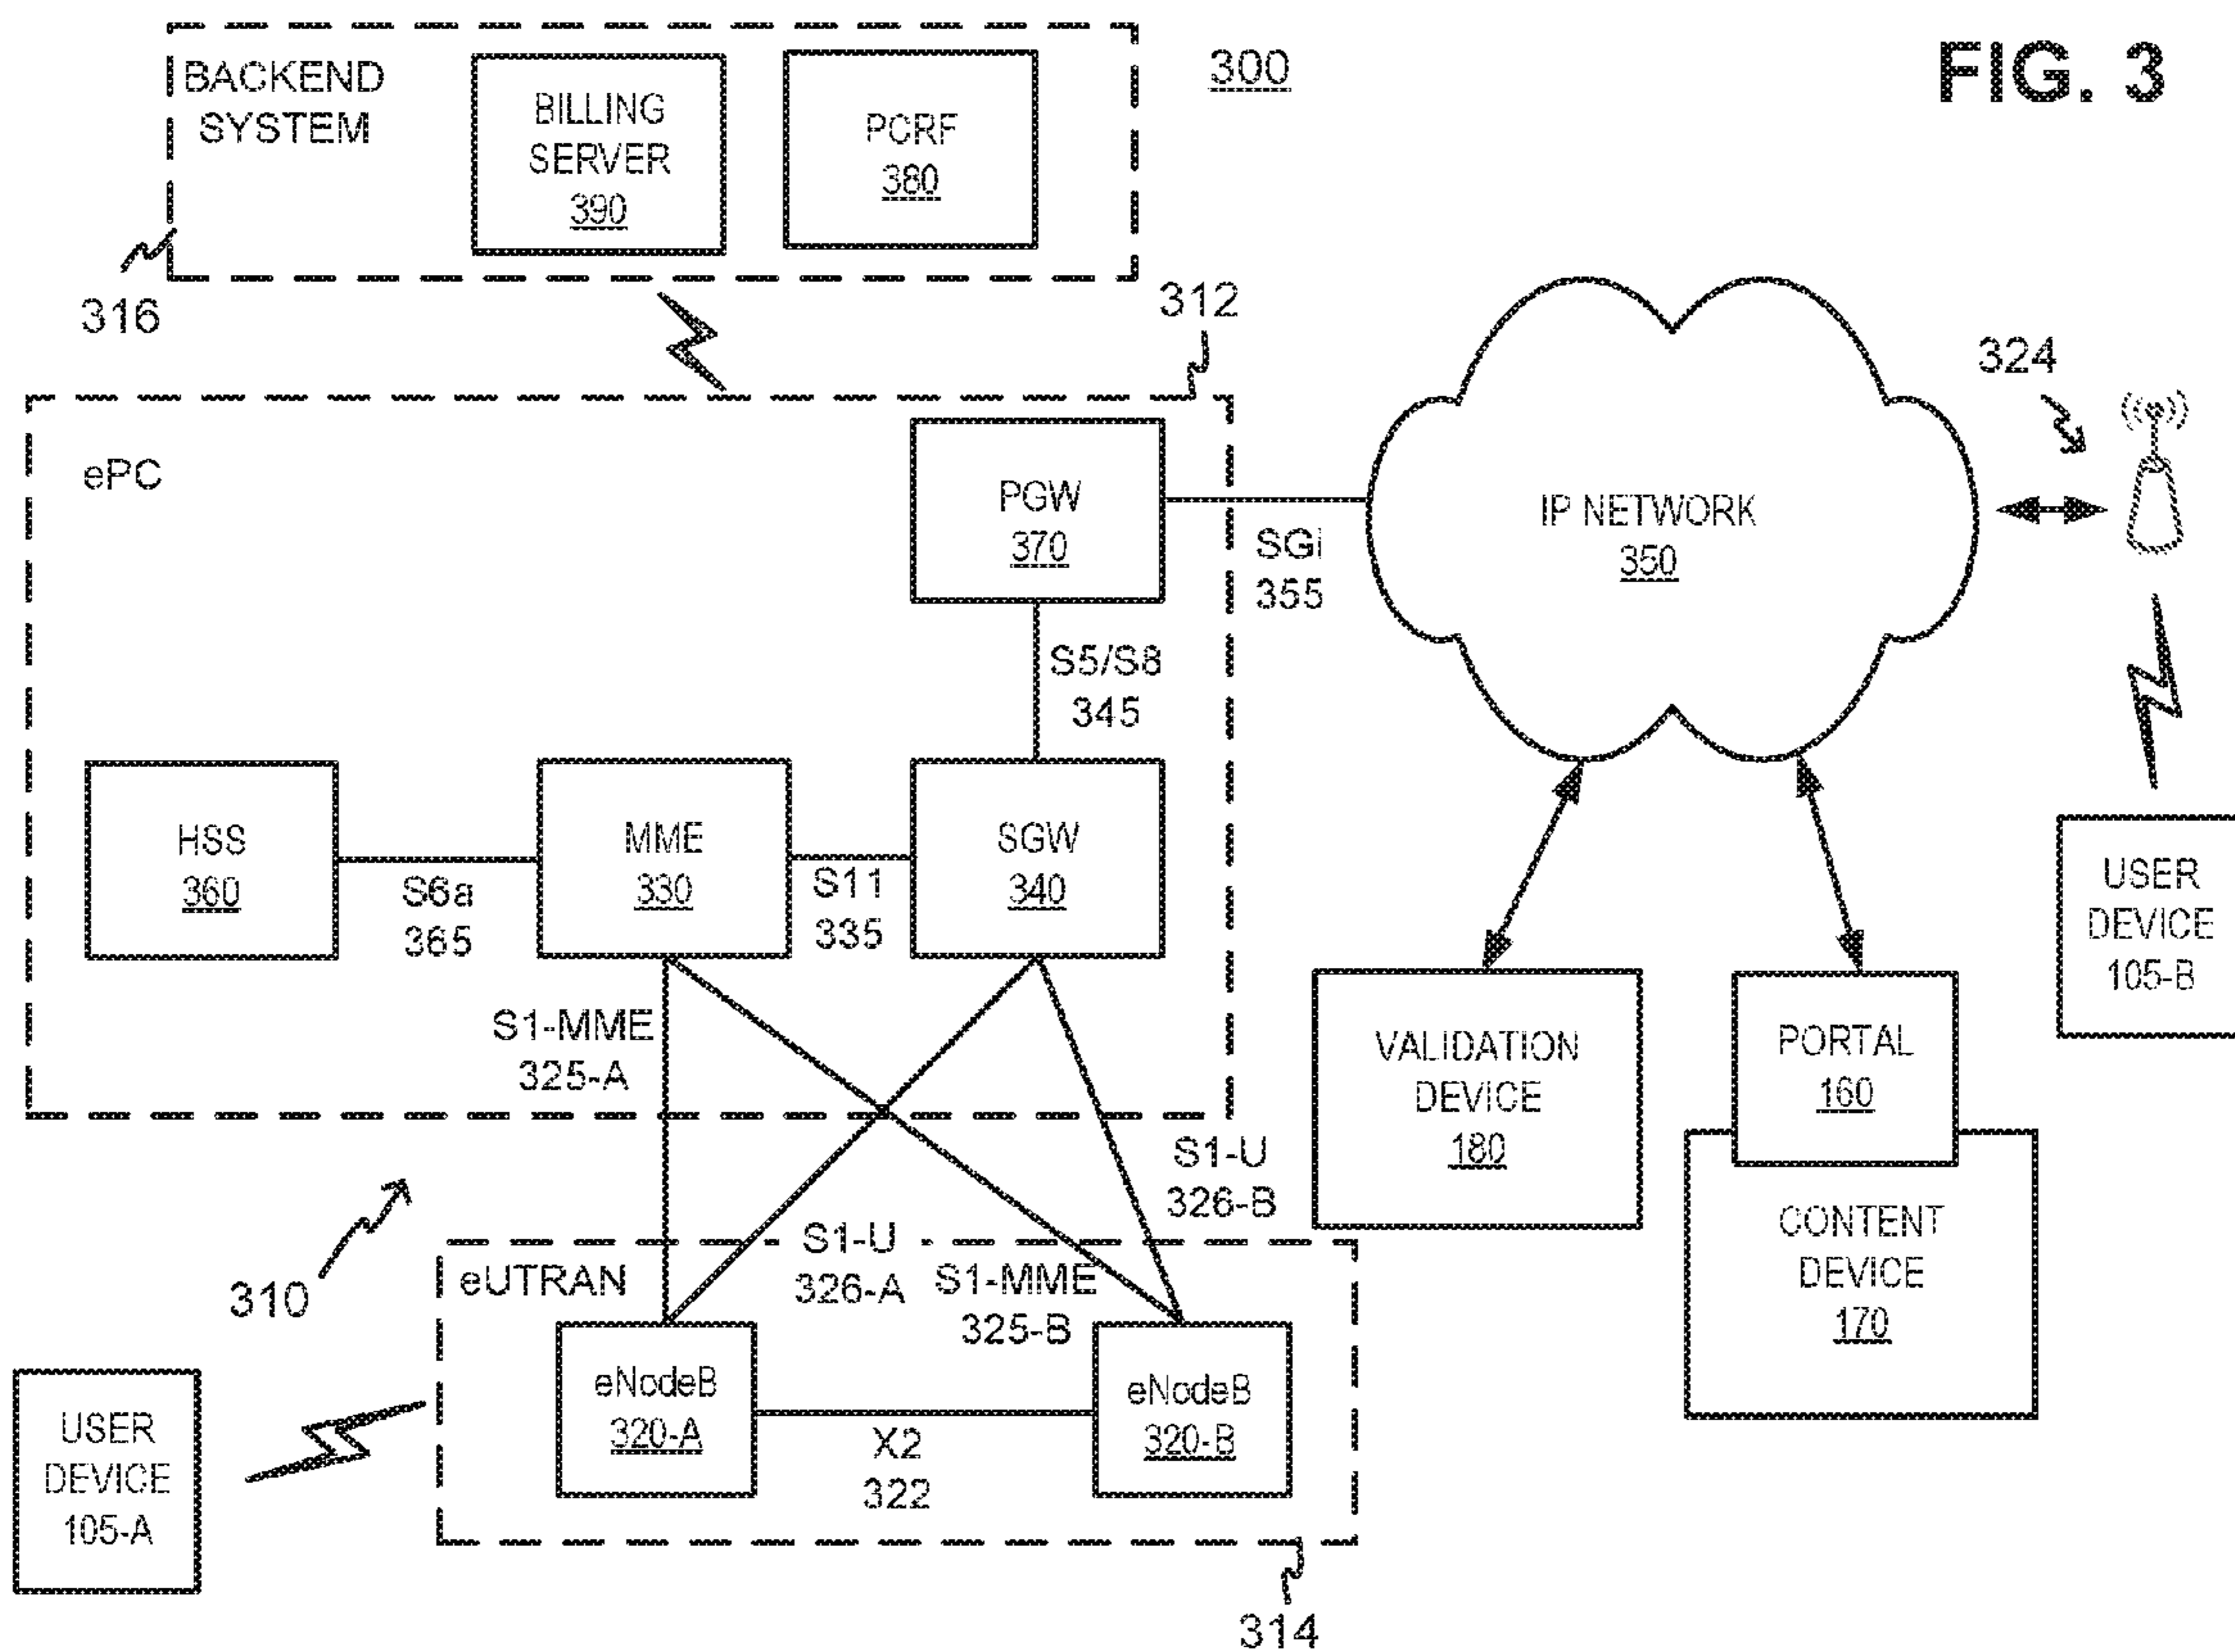 FIG. 3
300
BACKEND
SYSTEM
BILLING
SERVER
390
PCRF
380
316
312
324
ePC
PGW
370
SGi
355
IP NETWORK
350
S5/S8
345
HSS
360
S6a
365
MME
330
S11
335
SGW
340
USER
DEVICE
105-B
S1-MME
325-A
VALIDATION
DEVICE
180
PORTAL
160
CONTENT
DEVICE
170
S1-U
326-B
310
eUTRAN
S1-U
326-A
S1-MME
325-B
eNodeB
320-A
X2
322
eNodeB
320-B
USER
DEVICE
105-A
314